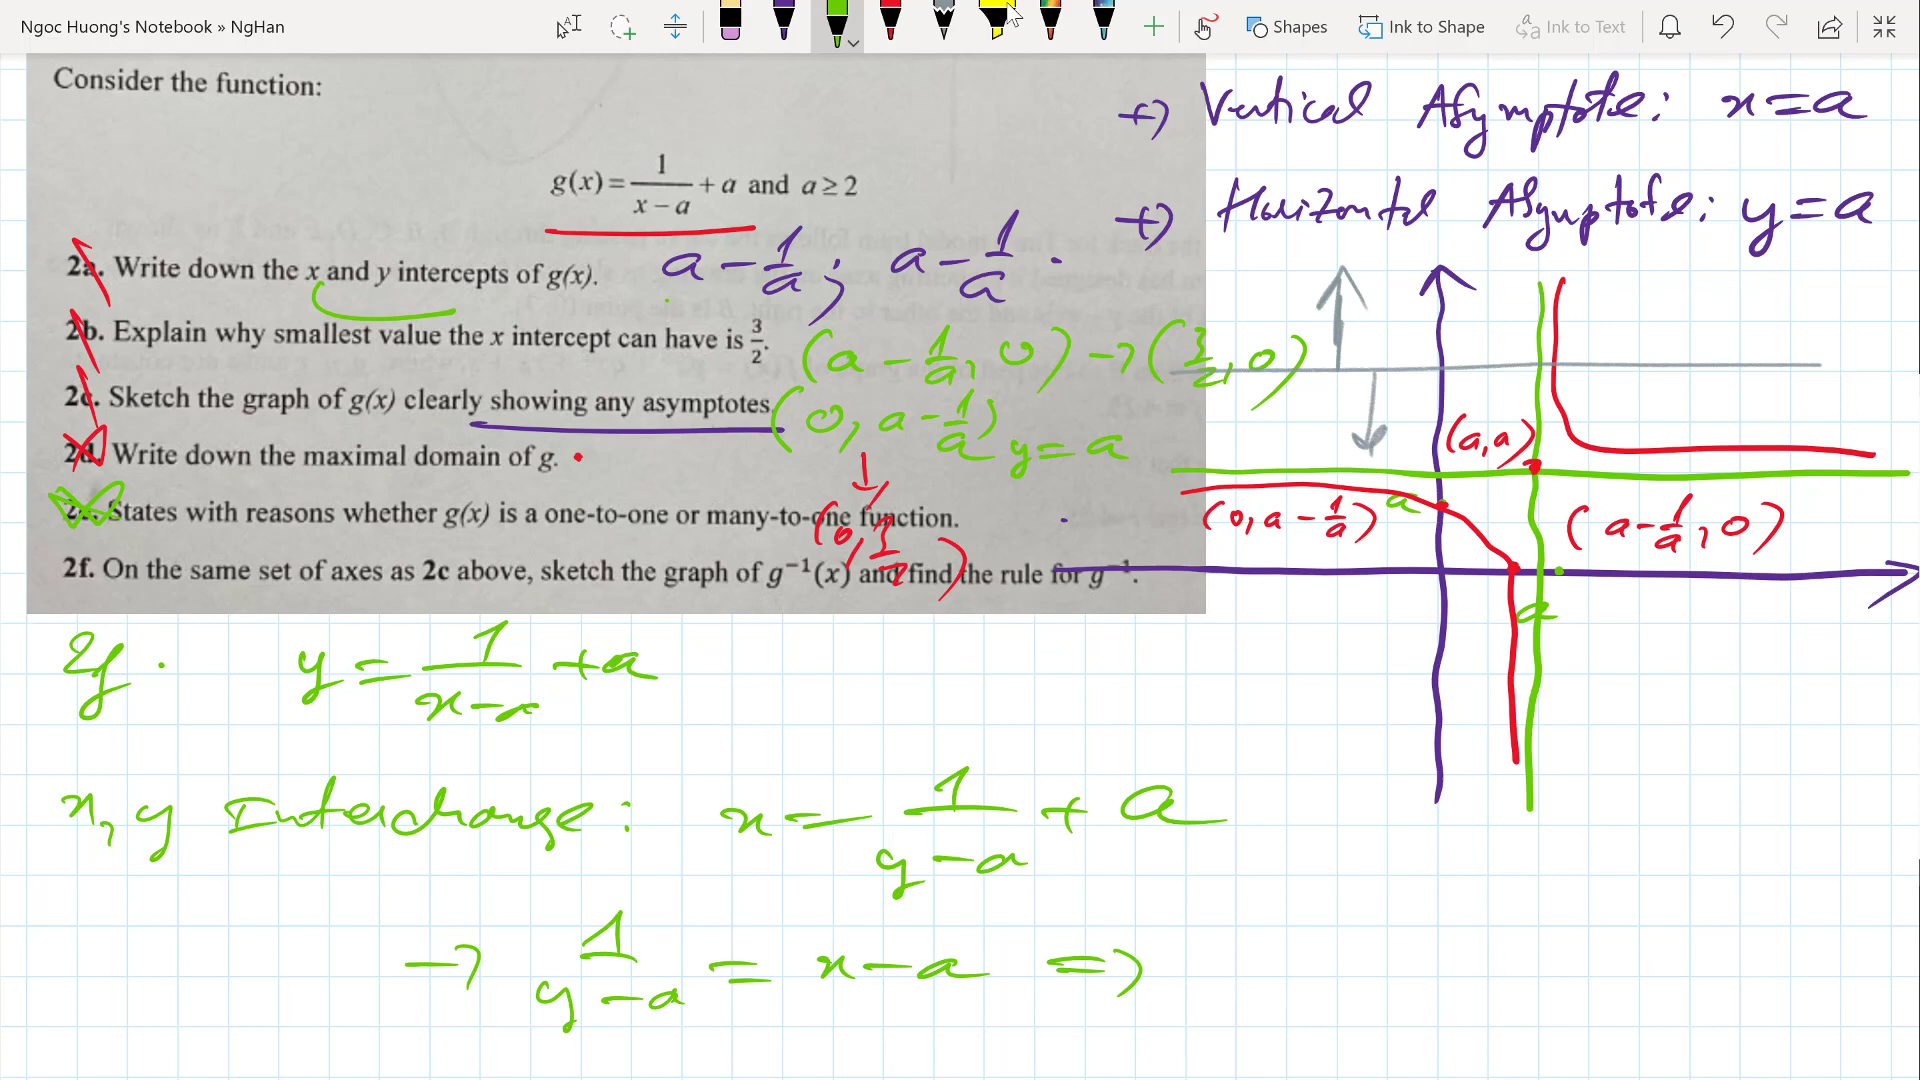 Ngoc Huong's Notebook » NgHan
Shapes
Ink to Shape
Ink to Text
Consider the function:
g(x) = 1/(x − a) + a and a ≥ 2
2a. Write down the x and y intercepts of g(x).
a − 1/a ; a − 1/a .
2b. Explain why smallest value the x intercept can have is 3/2.
(a − 1/a, 0) → (3/2, 0)
2c. Sketch the graph of g(x) clearly showing any asymptotes.
(0, a − 1/a)
y = a
2d. Write down the maximal domain of g.
States with reasons whether g(x) is a one-to-one or many-to-one function.
2f. On the same set of axes as 2c above, sketch the graph of g⁻¹(x) and find the rule for g⁻¹.
+) Vertical Asymptote: x = a
+) Horizontal Asymptote: y = a
(a, a)
(0, a − 1/a)
a
(a − 1/a, 0)
a
2f. y = 1/(x −  ) + a
x, y Interchange: x = 1/(y − a) + a
→ 1/(y − a) = x − a ⇒